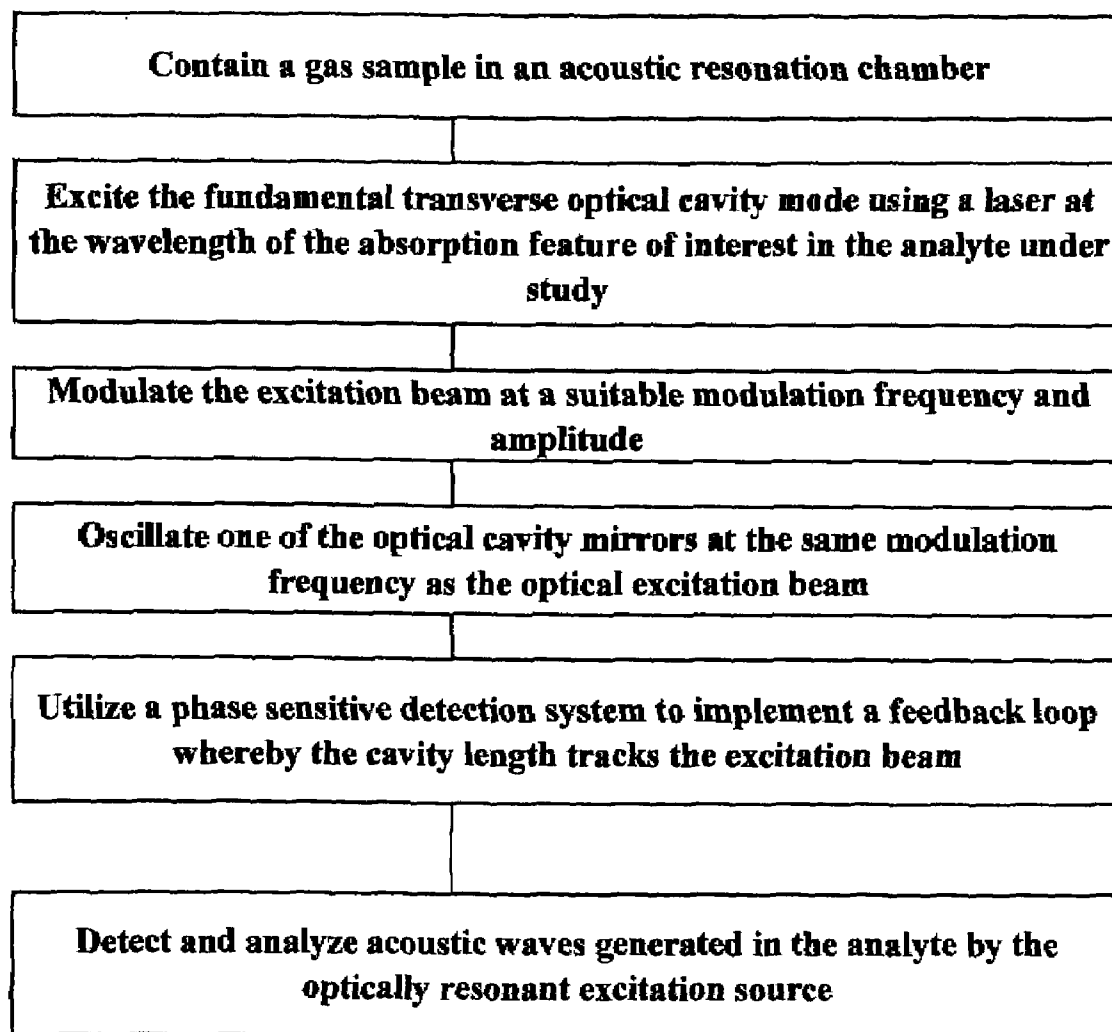 Contain a gas sample in an acoustic resonation chamber
Excite the fundamental transverse optical cavity mode using a laser at
the wavelength of the absorption feature of interest in the analyte under
study
Modulate the excitation beam at a suitable modulation frequency and
amplitude
Oscillate one of the optical cavity mirrors at the same modulation
frequency as the optical excitation beam
Utilize a phase sensitive detection system to implement a feedback loop
whereby the cavity length tracks the excitation beam
Detect and analyze acoustic waves generated in the analyte by the
optically resonant excitation source